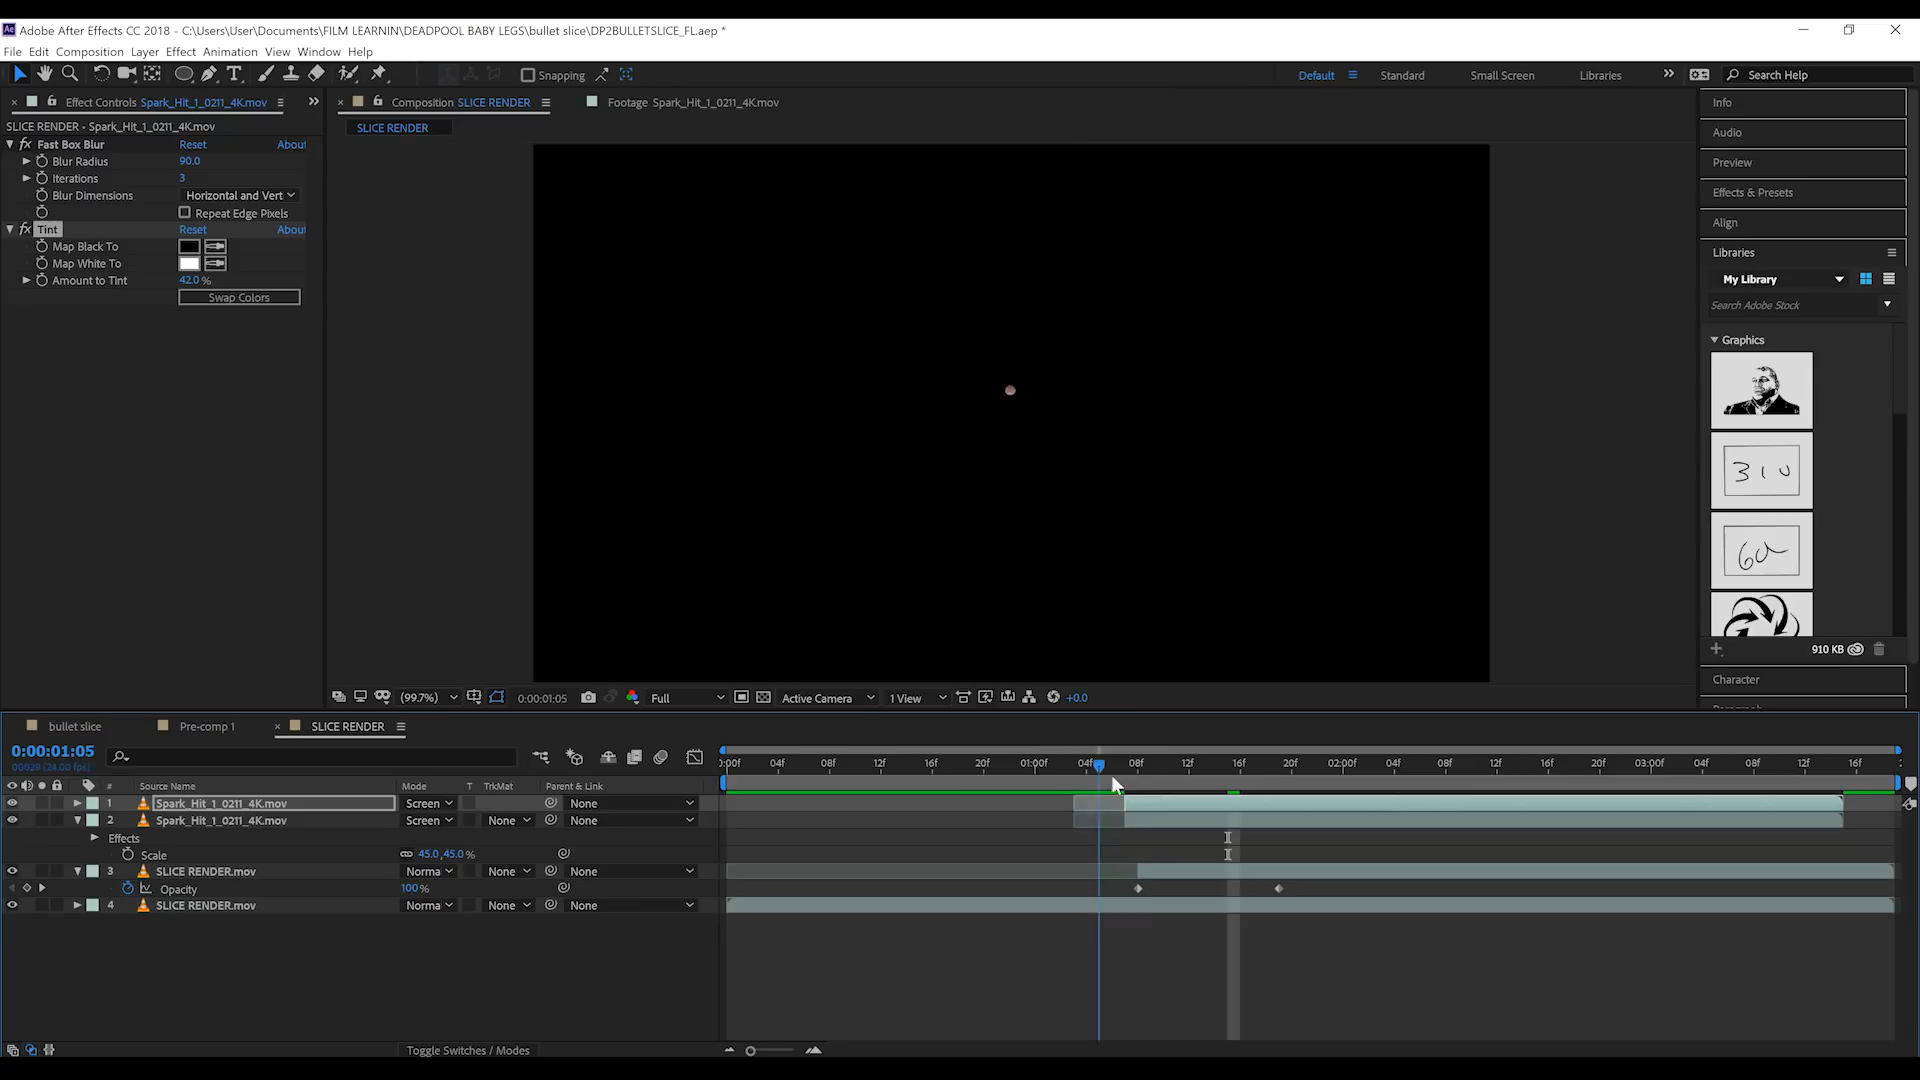 Ae Adobe After Effects CC 2018 - C:\Users\User\Documents\FILM LEARNIN\DEADPOOL BABY LEGS\bullet slice\DP2BULLETSLICE_FL.aep *
File Edit Composition Layer Effect Animation View Window Help
Snapping Default Standard Small Screen Libraries Search Help
Effect Controls Spark_Hit_1_0211_4K.mov
Composition SLICE RENDER
Footage Spark_Hit_1_0211_4K.mov
SLICE RENDER • Spark_Hit_1_0211_4K.mov
SLICE RENDER
fx Fast Box Blur Reset About
Blur Radius 90.0
Iterations 3
Blur Dimensions Horizontal and Vert
Repeat Edge Pixels
fx Tint Reset About
Map Black To
Map White To
Amount to Tint 42.0 %
Swap Colors
Info
Audio
Preview
Effects & Presets
Align
Libraries
My Library
Search Adobe Stock
Graphics
910 KB
Character
(99.7%) 0:00:01:05 Full Active Camera 1 View +0.0
bullet slice Pre-comp 1 SLICE RENDER
0:00:01:05
00029 (24.00 fps)
:00f 04f 08f 12f 16f 20f 01:00f 04f 08f 12f 16f 20f 02:00f 04f 08f 12f 16f 20f 03:00f 04f 08f 12f 16f 2
# Source Name Mode T TrkMat Parent & Link
1 Spark_Hit_1_0211_4K.mov Screen None
2 Spark_Hit_1_0211_4K.mov Screen None None
Effects
Scale 45.0,45.0 %
3 SLICE RENDER.mov Norma None None
Opacity 100 %
4 SLICE RENDER.mov Norma None None
Toggle Switches / Modes